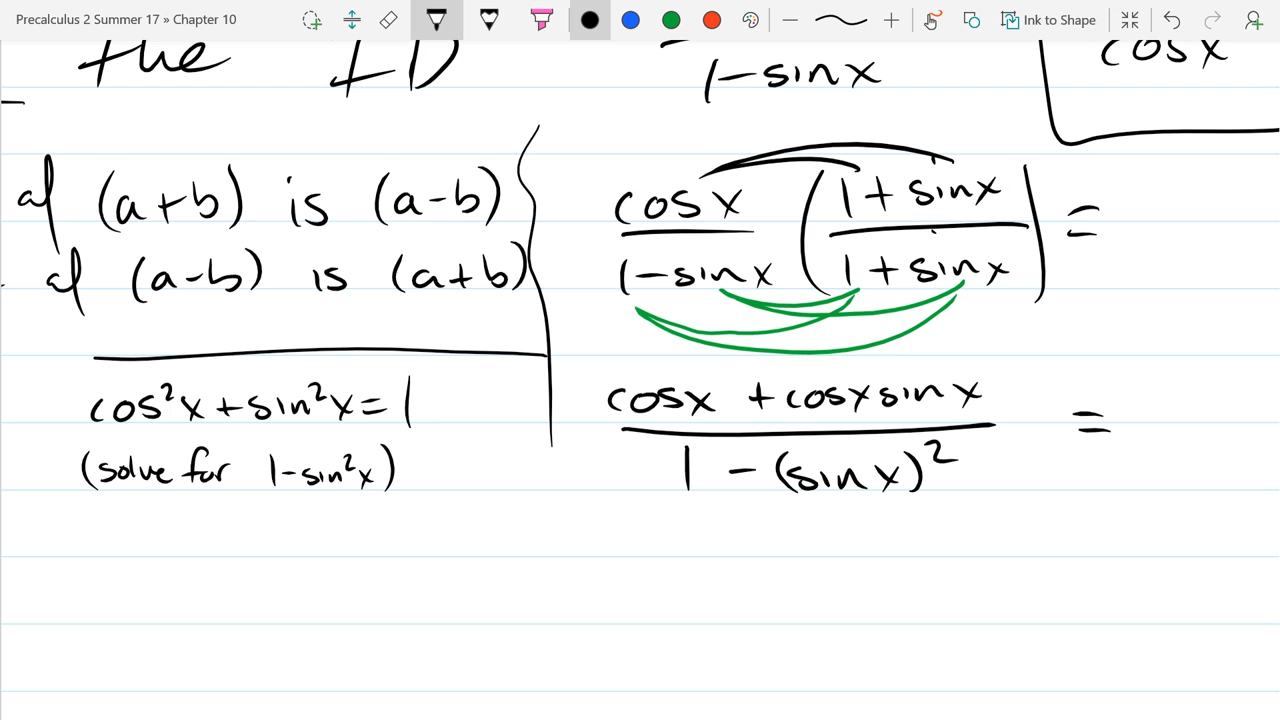 Precalculus 2 Summer 17 » Chapter 10
Ink to Shape
the ID
1-sinx
cosx
of (a+b) is (a-b)
of (a-b) is (a+b)
cos²x+sin²x=1
(solve for 1-sin²x)
cosx (1+sinx
1-sinx (1+sinx) =
cosx +cosxsinx
1-(sinx)² =